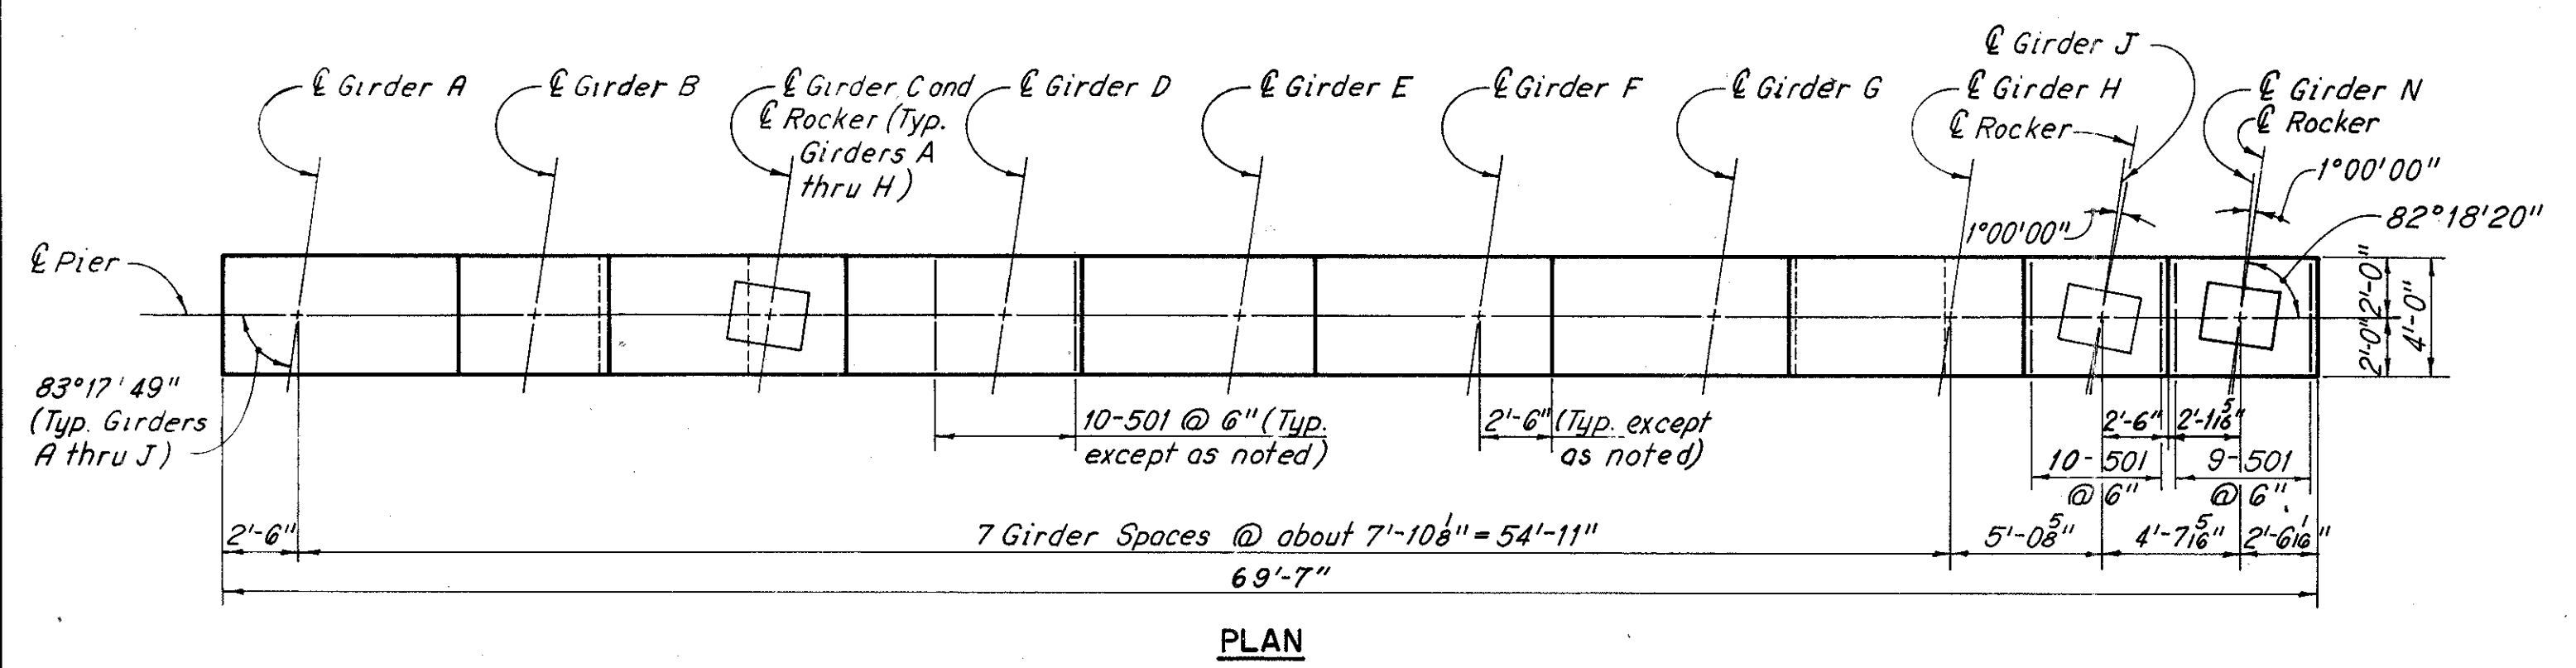 ℄ Girder A
℄ Girder B
℄ Girder C and
℄ Rocker (Typ.
Girders A
thru H)
℄ Girder D
℄ Girder E
℄ Girder F
℄ Girder G
℄ Girder J
℄ Girder H
℄ Rocker
℄ Girder N
℄ Rocker
1°00'00"
1°00'00"
82°18'20"
℄ Pier
83°17'49"
(Typ. Girders
A thru J)
10-501 @ 6" (Typ.
except as noted)
2'-6" (Typ. except
as noted)
2'-0"
2'-0"
4'-0"
2'-6"
2'-1 5/16"
10-501
@ 6"
9-501
@ 6"
2'-6"
7 Girder Spaces @ about 7'-10 1/8" = 54'-11"
5'-0 5/8"
4'-7 5/16"
2'-6 1/16"
69'-7"
PLAN